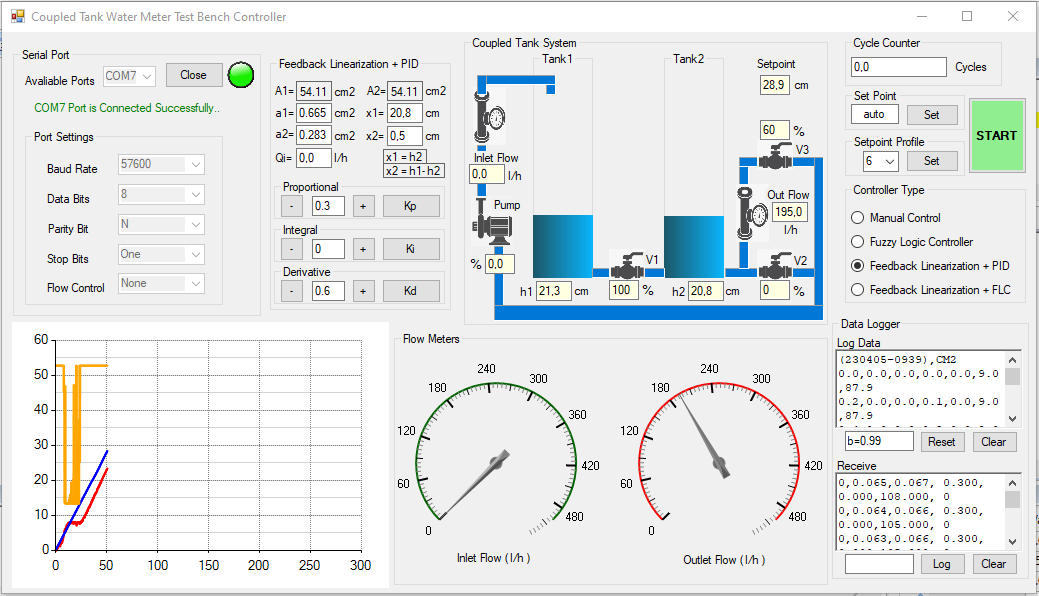 Coupled Tank Water Meter Test Bench Controller
Serial Port
Avaliable Ports COM7 Close
COM7 Port is Connected Successfully..
Port Settings
Baud Rate 57600
Data Bits 8
Parity Bit N
Stop Bits One
Flow Control None
Feedback Linearization + PID
A1= 54.11 cm2 A2= 54.11 cm2
a1= 0.665 cm2 x1= 20,8 cm
a2= 0.283 cm2 x2= 0,5 cm
Qi= 0,0 l/h x1 = h2
x2 = h1- h2
Proportional
- 0.3 + Kp
Integral
- 0 + Ki
Derivative
- 0.6 + Kd
Coupled Tank System
Tank1 Tank2 Setpoint
28,9 cm
60 %
V3
Inlet Flow
0,0 l/h
Out Flow
195,0
l/h
Pump
% 0,0
V1 V2
h1 21,3 cm 100 % h2 20,8 cm 0 %
Cycle Counter
0,0 Cycles
Set Point
auto Set
START
Setpoint Profile
6 Set
Controller Type
Manual Control
Fuzzy Logic Controller
Feedback Linearization + PID
Feedback Linearization + FLC
60
50
40
30
20
10
0
0 50 100 150 200 250 300
Flow Meters
0 60 120 180 240 300 360 420 480
Inlet Flow ( l/h )
0 60 120 180 240 300 360 420 480
Outlet Flow ( l/h )
Data Logger
Log Data
(230405-0939),CM2
0.0,0.0,0.0,0.0,0.0,9.0
,87.9
0.2,0.0,0.0,0.1,0.0,9.0
,87.9
b=0.99 Reset Clear
Receive
0,0.065,0.067, 0.300,
0.000,108.000, 0
0,0.064,0.066, 0.300,
0.000,105.000, 0
0,0.063,0.066, 0.300,
Log Clear